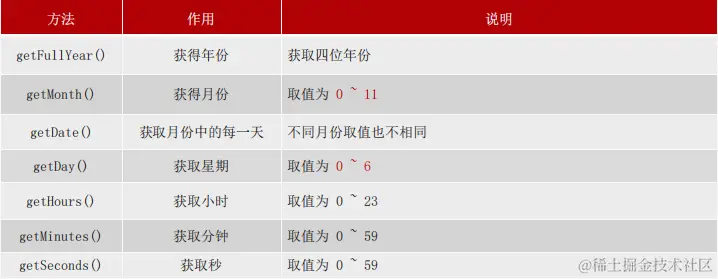 方法 作用 说明
getFullYear() 获得年份 获取四位年份
getMonth() 获得月份 取值为 0 ~ 11
getDate() 获取月份中的每一天 不同月份取值也不相同
getDay() 获取星期 取值为 0 ~ 6
getHours() 获取小时 取值为 0 ~ 23
getMinutes() 获取分钟 取值为 0 ~ 59
getSeconds() 获取秒 取值为 0 ~ 59
@稀土掘金技术社区